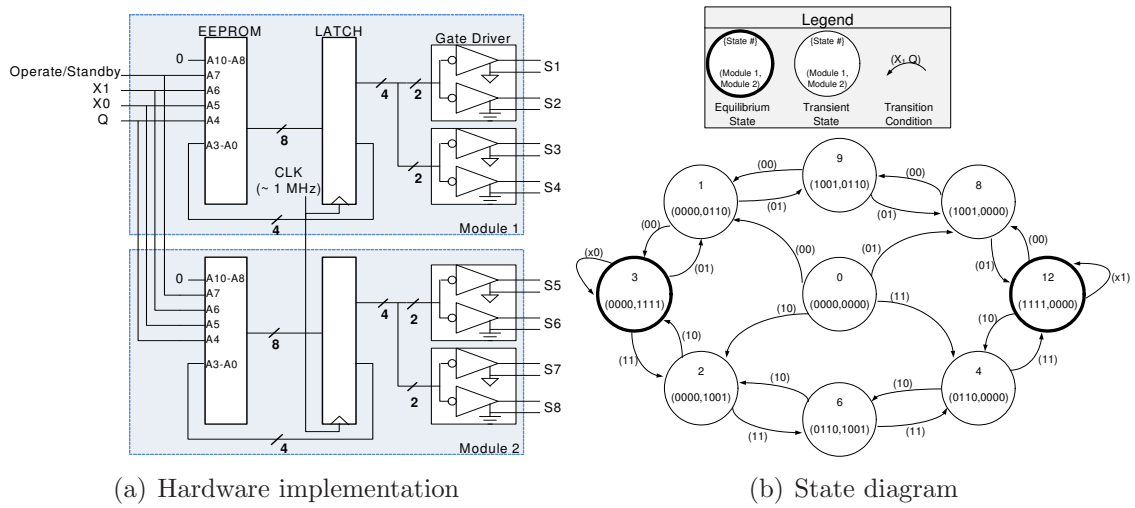 EEPROM
LATCH
Gate Driver
0
A10-A8
Operate/Standby
A7
X1
A6
X0
A5
Q
A4
A3-A0
8
4
2
2
CLK
(~ 1 MHz)
4
S1
S2
S3
S4
Module 1
0
A10-A8
A7
A6
A5
A4
A3-A0
8
4
2
2
4
S5
S6
S7
S8
Module 2
(a) Hardware implementation
Legend
{State #}
(Module 1,
Module 2)
Equilibrium
State
{State #}
(Module 1,
Module 2)
Transient
State
Transition
Condition
9
(1001,0110)
(00)
(01)
(00)
(01)
1
(0000,0110)
8
(1001,0000)
(00)
(01)
(00)
(01)
(01)
(00)
(x0)
3
(0000,1111)
0
(0000,0000)
12
(1111,0000)
(x1)
(10)
(11)
(10)
(11)
(10)
(11)
2
(0000,1001)
4
(0110,0000)
(10)
(11)
(10)
(11)
6
(0110,1001)
(b) State diagram